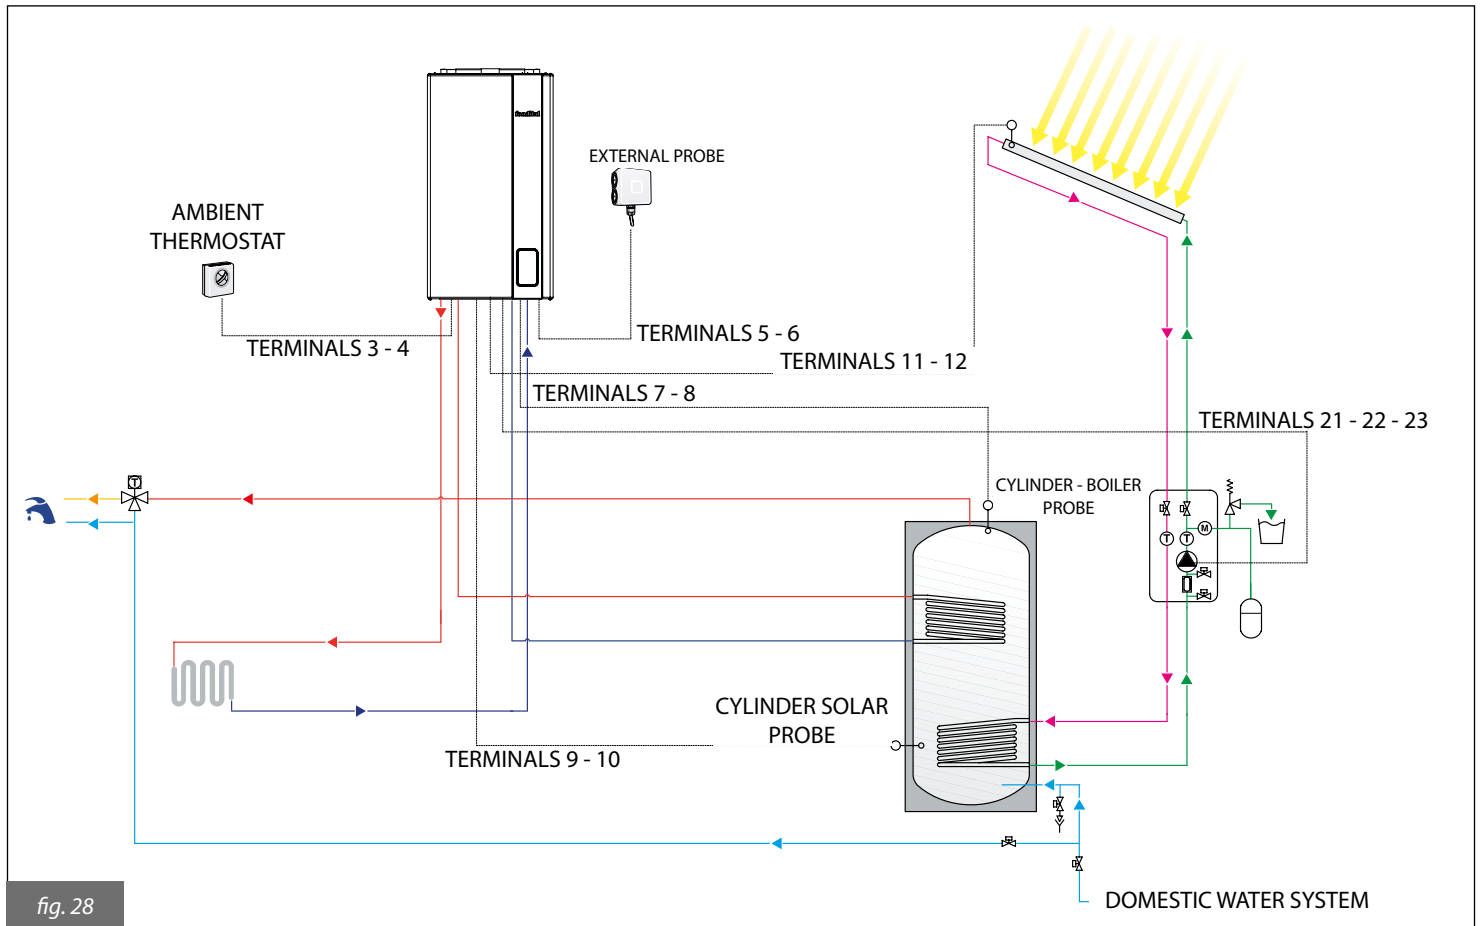 fondital
EXTERNAL PROBE
AMBIENT
THERMOSTAT
TERMINALS 5 - 6
TERMINALS 3 - 4
TERMINALS 11 - 12
TERMINALS 7 - 8
TERMINALS 21 - 22 - 23
T
CYLINDER - BOILER
PROBE
M
T
T
CYLINDER SOLAR
PROBE
TERMINALS 9 - 10
DOMESTIC WATER SYSTEM
fig. 28